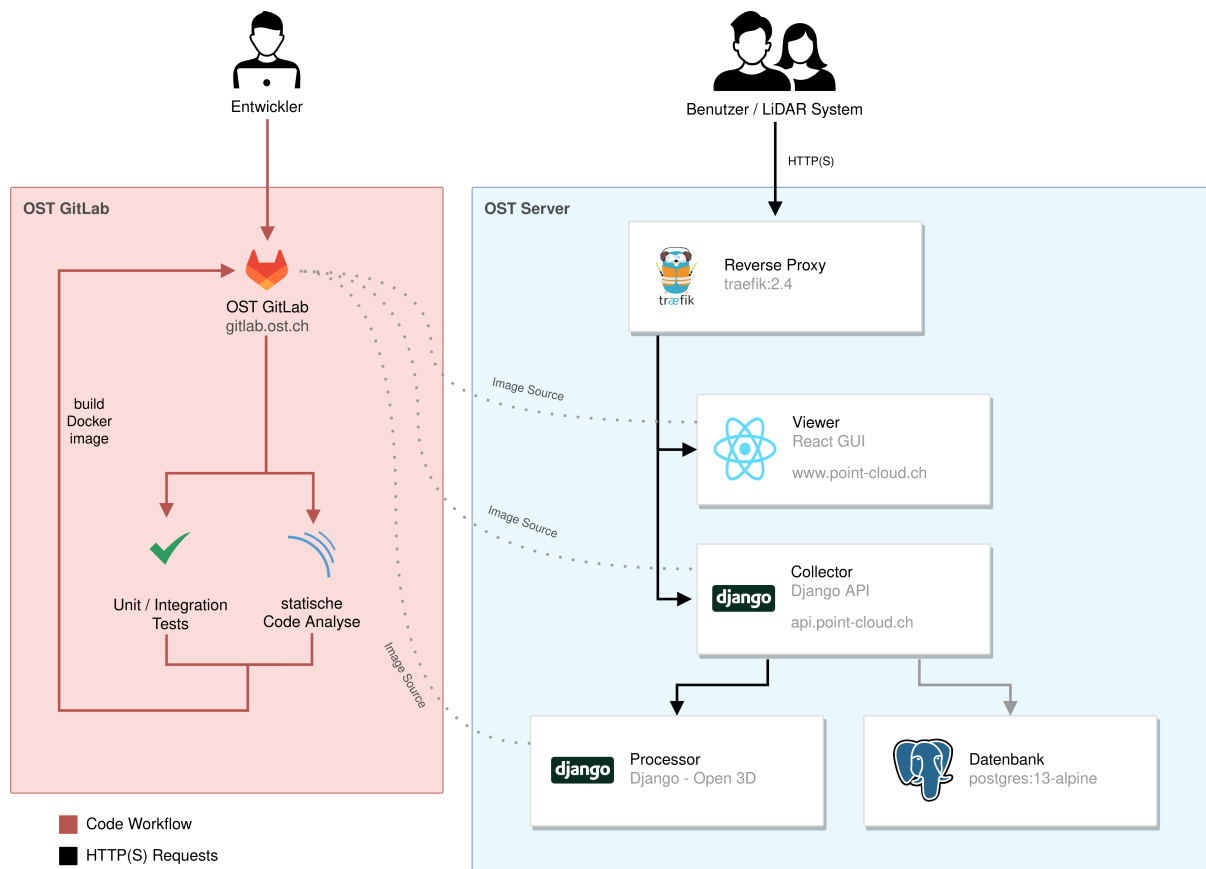 Entwickler
Benutzer / LiDAR System
HTTP(S)
OST GitLab
OST GitLab
gitlab.ost.ch
build
Docker
image
Unit / Integration
Tests
statische
Code Analyse
Image Source
Image Source
Image Source
OST Server
træfik
Reverse Proxy
traefik:2.4
Viewer
React GUI
www.point-cloud.ch
django
Collector
Django API
api.point-cloud.ch
django
Processor
Django - Open 3D
Datenbank
postgres:13-alpine
Code Workflow
HTTP(S) Requests